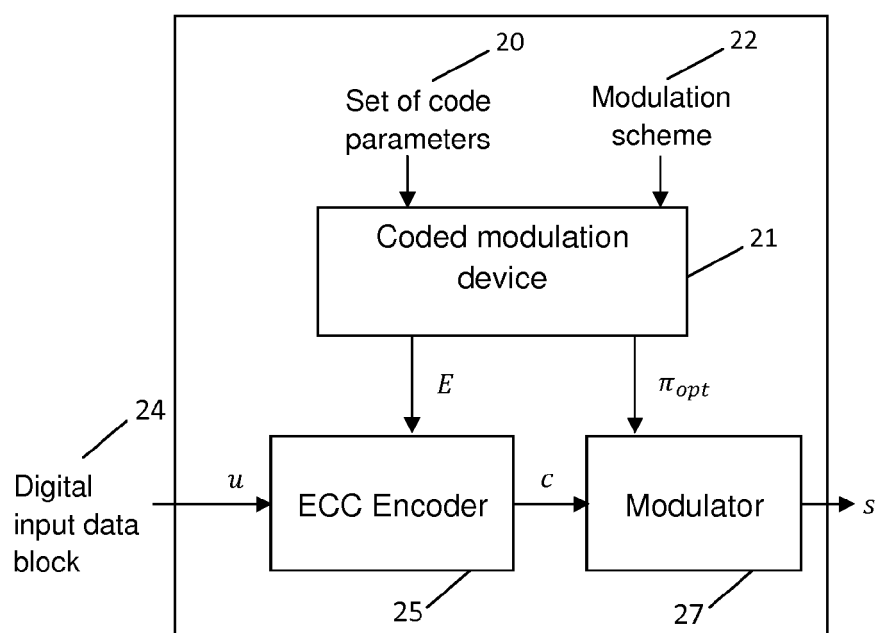 20
22
Set of code
parameters
Modulation
scheme
Coded modulation
device
21
E
π_opt
24
Digital
input data
block
u
ECC Encoder
c
Modulator
s
25
27